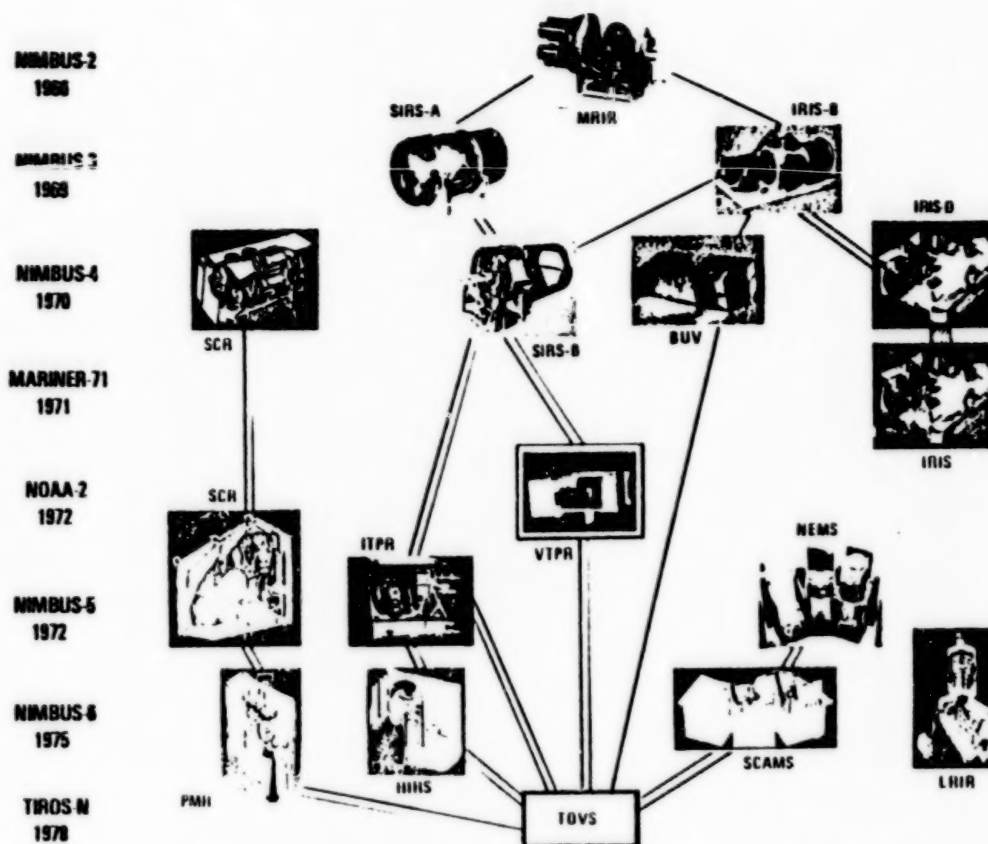 NIMBUS-2
1966
MRIR
SIRS-A
IRIS-B
NIMBUS-3
1969
IRIS-D
NIMBUS-4
1970
SCR
SIRS-B
BUV
MARINER-71
1971
IRIS
NOAA-2
1972
SCR
ITPR
VTPR
NEMS
NIMBUS-5
1972
NIMBUS-6
1975
SCAMS
LRIR
HIRS
PMR
TIROS-N
1978
TOVS